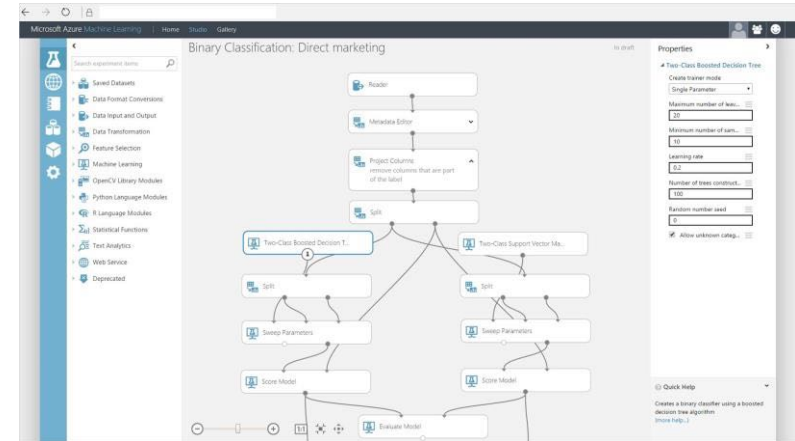 Microsoft Azure Machine Learning | Home Studio Gallery
Binary Classification: Direct marketing
In draft
Search experiment items
Saved Datasets
Data Format Conversions
Data Input and Output
Data Transformation
Feature Selection
Machine Learning
OpenCV Library Modules
Python Language Modules
R Language Modules
Statistical Functions
Text Analytics
Web Service
Deprecated
Reader
Metadata Editor
Project Columns
remove columns that are part
of the label
Split
Two-Class Boosted Decision T...
1
Two-Class Support Vector Ma...
Split
Split
Sweep Parameters
Sweep Parameters
Score Model
Score Model
Evaluate Model
1:1
Properties
Two-Class Boosted Decision Tree
Create trainer mode
Single Parameter
Maximum number of leav...
20
Minimum number of sam...
10
Learning rate
0.2
Number of trees construct...
100
Random number seed
0
Allow unknown categ...
Quick Help
Creates a binary classifier using a boosted
decision tree algorithm
(more help...)